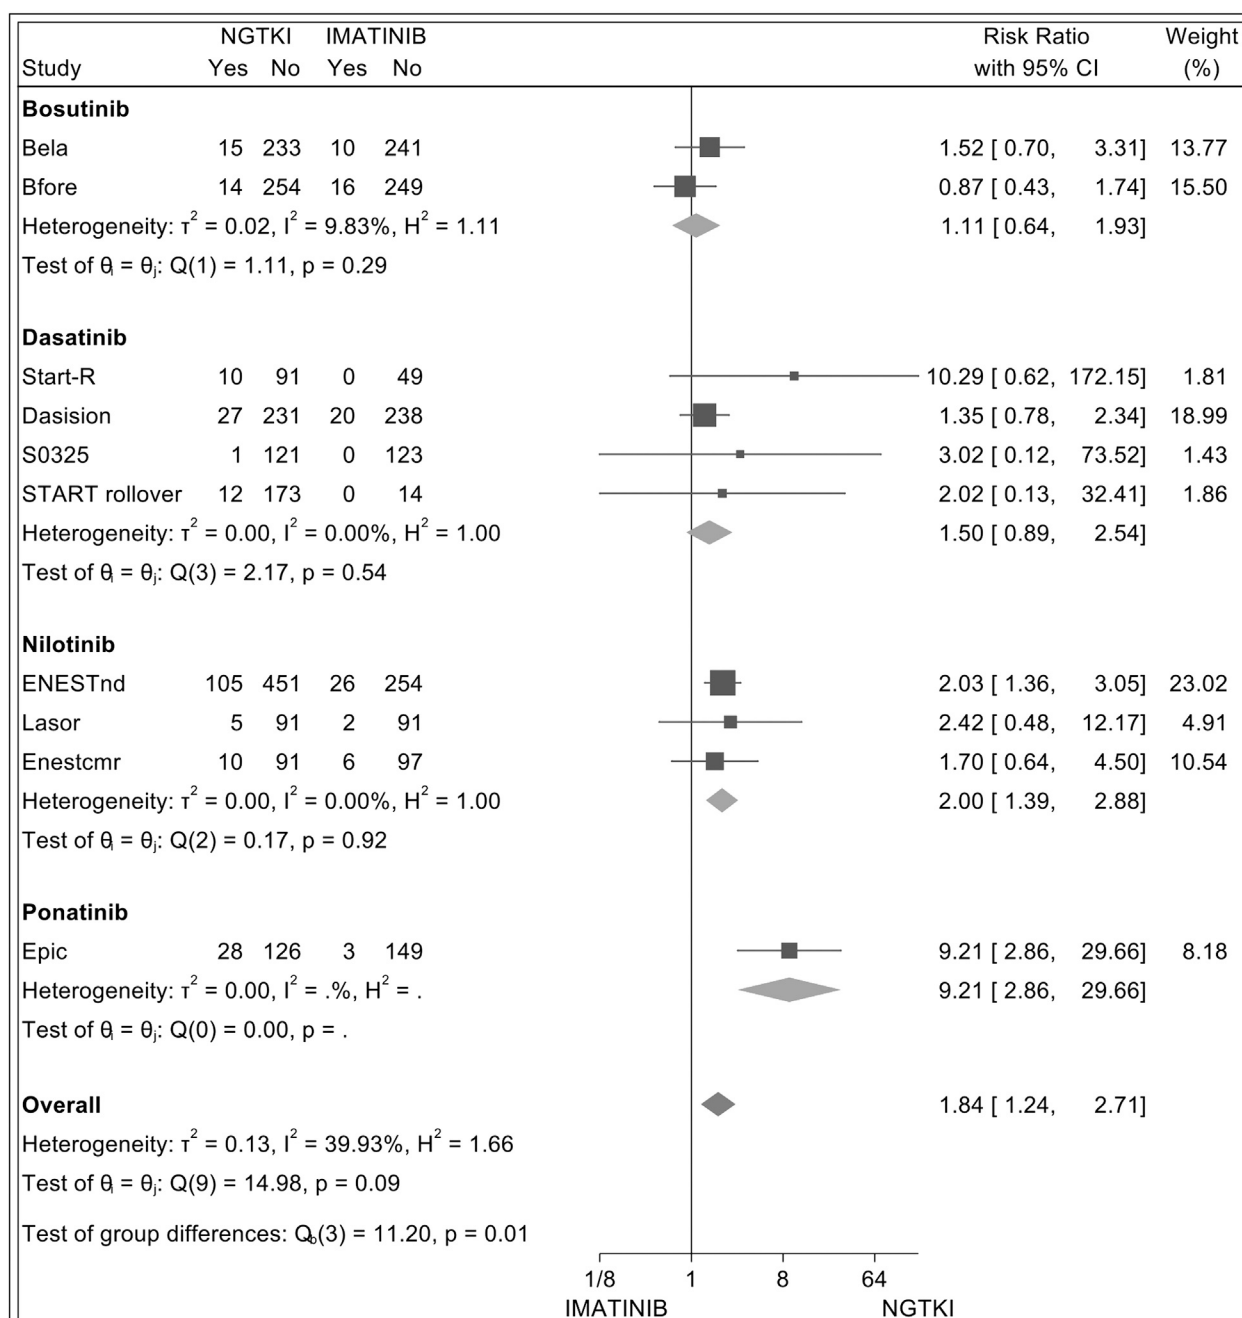 NGTKI IMATINIB Risk Ratio Weight
Study Yes No Yes No with 95% CI (%)
Bosutinib
Bela 15 233 10 241 1.52 [ 0.70, 3.31] 13.77
Bfore 14 254 16 249 0.87 [ 0.43, 1.74] 15.50
Heterogeneity: τ² = 0.02, I² = 9.83%, H² = 1.11 1.11 [ 0.64, 1.93]
Test of θᵢ = θⱼ: Q(1) = 1.11, p = 0.29
Dasatinib
Start-R 10 91 0 49 10.29 [ 0.62, 172.15] 1.81
Dasision 27 231 20 238 1.35 [ 0.78, 2.34] 18.99
S0325 1 121 0 123 3.02 [ 0.12, 73.52] 1.43
START rollover 12 173 0 14 2.02 [ 0.13, 32.41] 1.86
Heterogeneity: τ² = 0.00, I² = 0.00%, H² = 1.00 1.50 [ 0.89, 2.54]
Test of θᵢ = θⱼ: Q(3) = 2.17, p = 0.54
Nilotinib
ENESTnd 105 451 26 254 2.03 [ 1.36, 3.05] 23.02
Lasor 5 91 2 91 2.42 [ 0.48, 12.17] 4.91
Enestcmr 10 91 6 97 1.70 [ 0.64, 4.50] 10.54
Heterogeneity: τ² = 0.00, I² = 0.00%, H² = 1.00 2.00 [ 1.39, 2.88]
Test of θᵢ = θⱼ: Q(2) = 0.17, p = 0.92
Ponatinib
Epic 28 126 3 149 9.21 [ 2.86, 29.66] 8.18
Heterogeneity: τ² = 0.00, I² = .%, H² = . 9.21 [ 2.86, 29.66]
Test of θᵢ = θⱼ: Q(0) = 0.00, p = .
Overall 1.84 [ 1.24, 2.71]
Heterogeneity: τ² = 0.13, I² = 39.93%, H² = 1.66
Test of θᵢ = θⱼ: Q(9) = 14.98, p = 0.09
Test of group differences: Q_b(3) = 11.20, p = 0.01
1/8 1 8 64
IMATINIB NGTKI